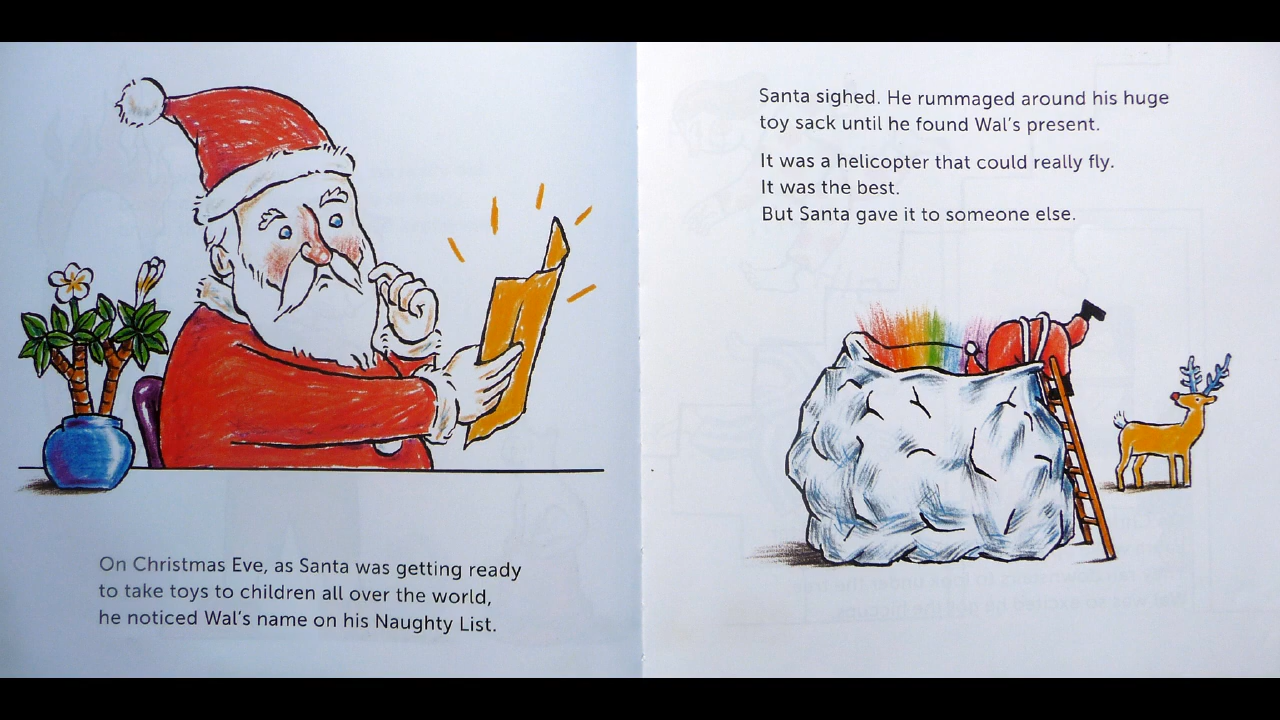 On Christmas Eve, as Santa was getting ready
to take toys to children all over the world,
he noticed Wal's name on his Naughty List.
Santa sighed. He rummaged around his huge
toy sack until he found Wal's present.
It was a helicopter that could really fly.
It was the best.
But Santa gave it to someone else.